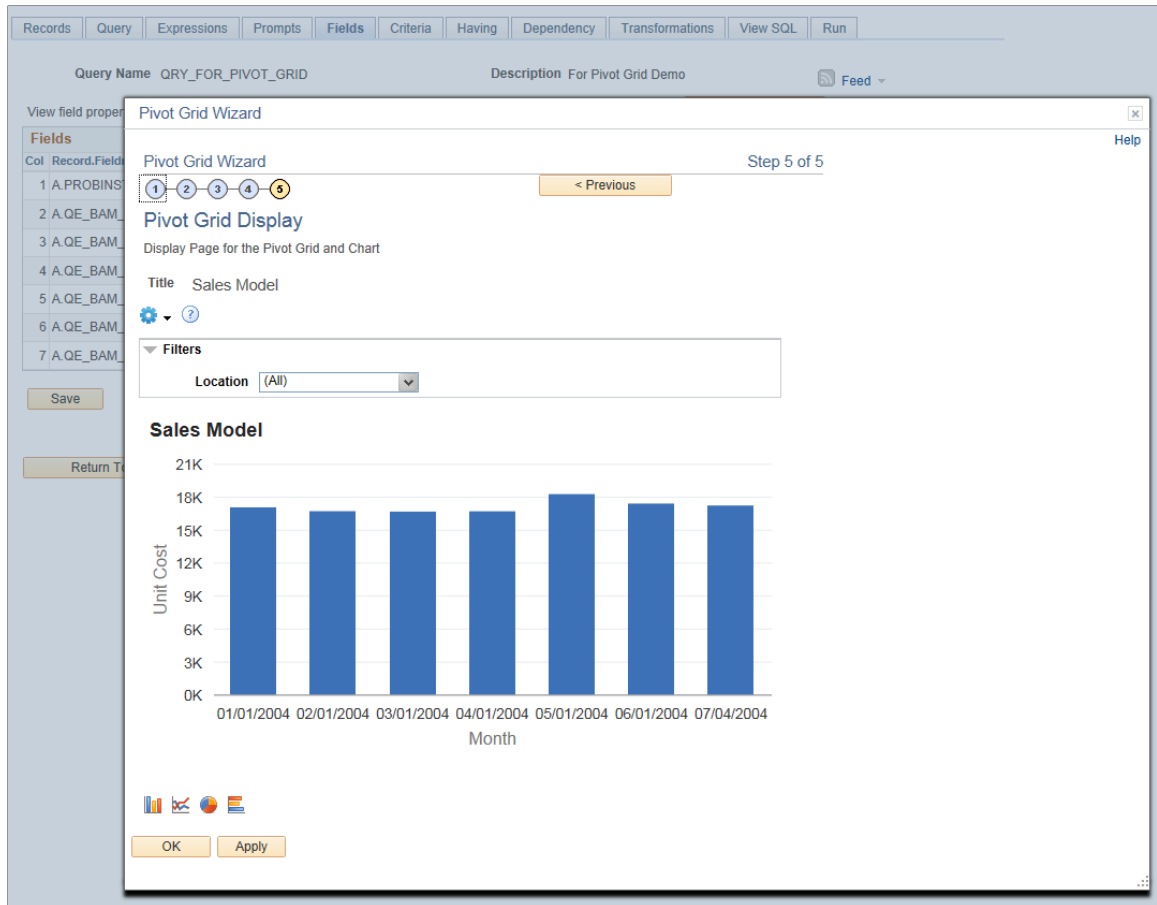 Records Query Expressions Prompts Fields Criteria Having Dependency Transformations View SQL Run
Query Name QRY_FOR_PIVOT_GRID Description For Pivot Grid Demo Feed
View field proper
Fields
Col Record.Field
1 A.PROBINS
2 A.QE_BAM_
3 A.QE_BAM_
4 A.QE_BAM_
5 A.QE_BAM_
6 A.QE_BAM_
7 A.QE_BAM_
Save
Return T
Pivot Grid Wizard
Help
Pivot Grid Wizard Step 5 of 5
1 2 3 4 5 < Previous
Pivot Grid Display
Display Page for the Pivot Grid and Chart
Title Sales Model
?
Filters
Location (All)
Sales Model
21K
18K
15K
12K
9K
6K
3K
0K
Unit Cost
01/01/2004 02/01/2004 03/01/2004 04/01/2004 05/01/2004 06/01/2004 07/04/2004
Month
OK Apply